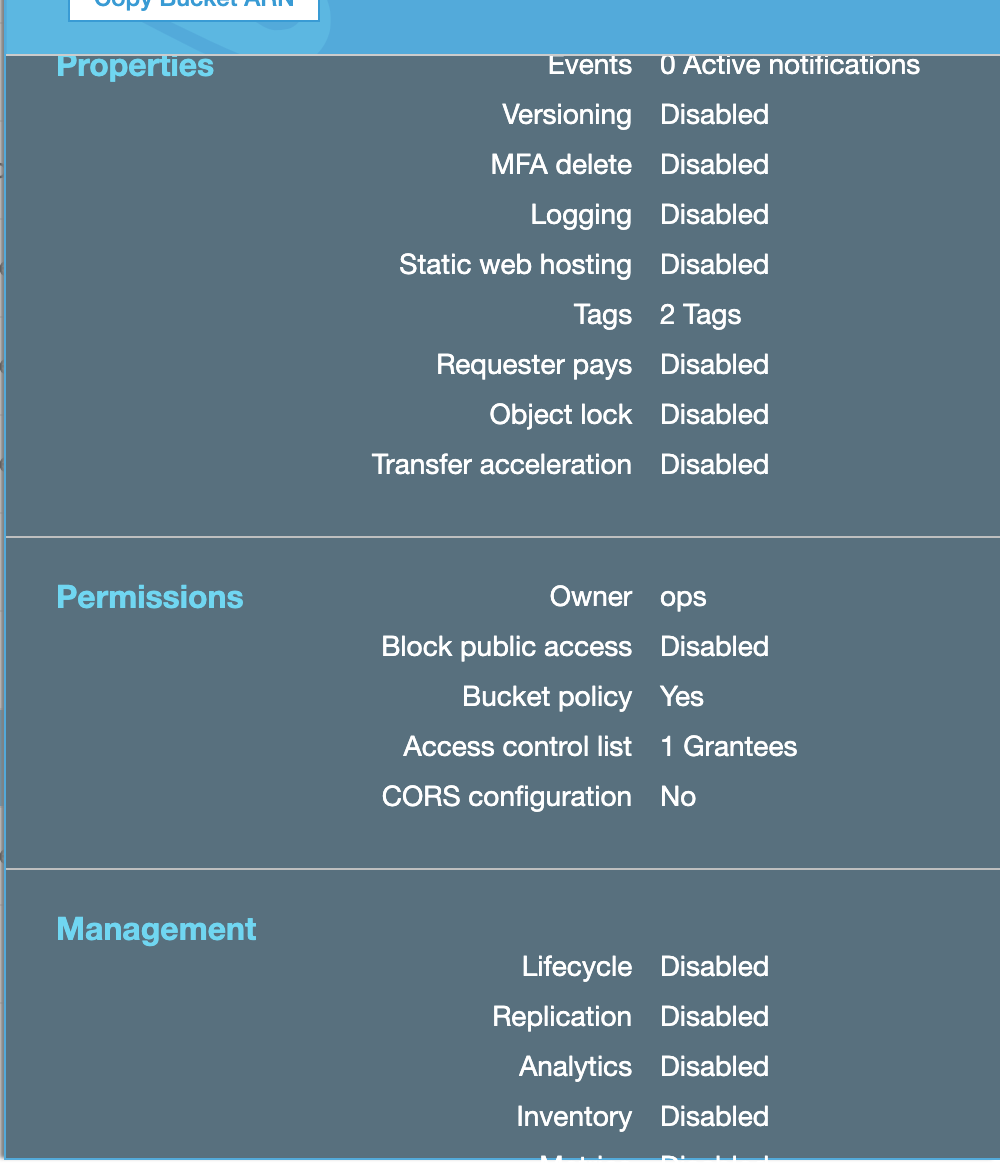 Copy Bucket ARN
Properties Events 0 Active notifications
Versioning Disabled
MFA delete Disabled
Logging Disabled
Static web hosting Disabled
Tags 2 Tags
Requester pays Disabled
Object lock Disabled
Transfer acceleration Disabled
Permissions Owner ops
Block public access Disabled
Bucket policy Yes
Access control list 1 Grantees
CORS configuration No
Management
Lifecycle Disabled
Replication Disabled
Analytics Disabled
Inventory Disabled